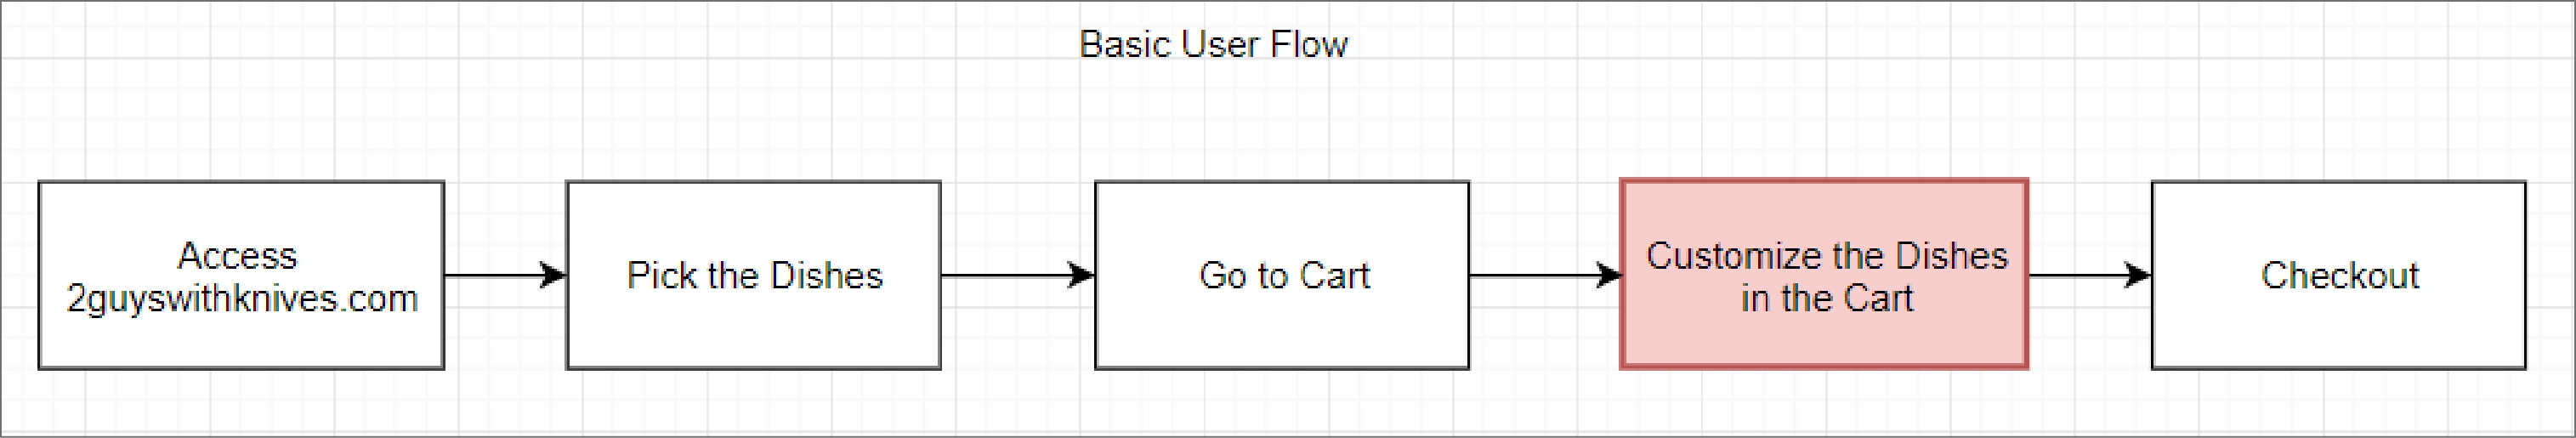 Basic User Flow
Access
2guyswithknives.com
Pick the Dishes
Go to Cart
Customize the Dishes
in the Cart
Checkout